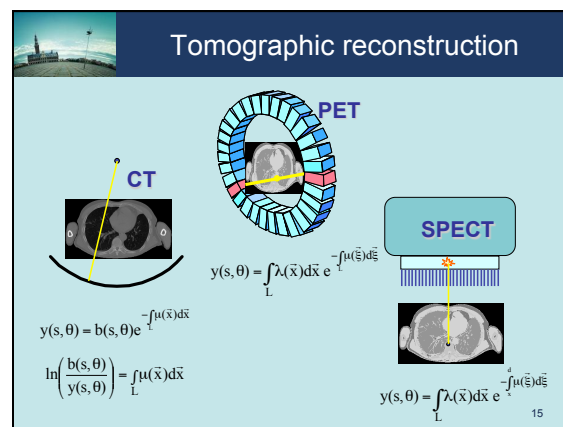 Tomographic reconstruction
PET
CT
SPECT
y(s,θ) = ∫_L λ(x⃗)dx⃗ e^{-∫_L μ(ξ⃗)dξ⃗}
y(s,θ) = b(s,θ)e^{-∫_L μ(x⃗)dx⃗}
ln(b(s,θ)/y(s,θ)) = ∫_L μ(x⃗)dx⃗
y(s,θ) = ∫_L λ(x⃗)dx⃗ e^{-∫_x^d μ(ξ⃗)dξ⃗}
15